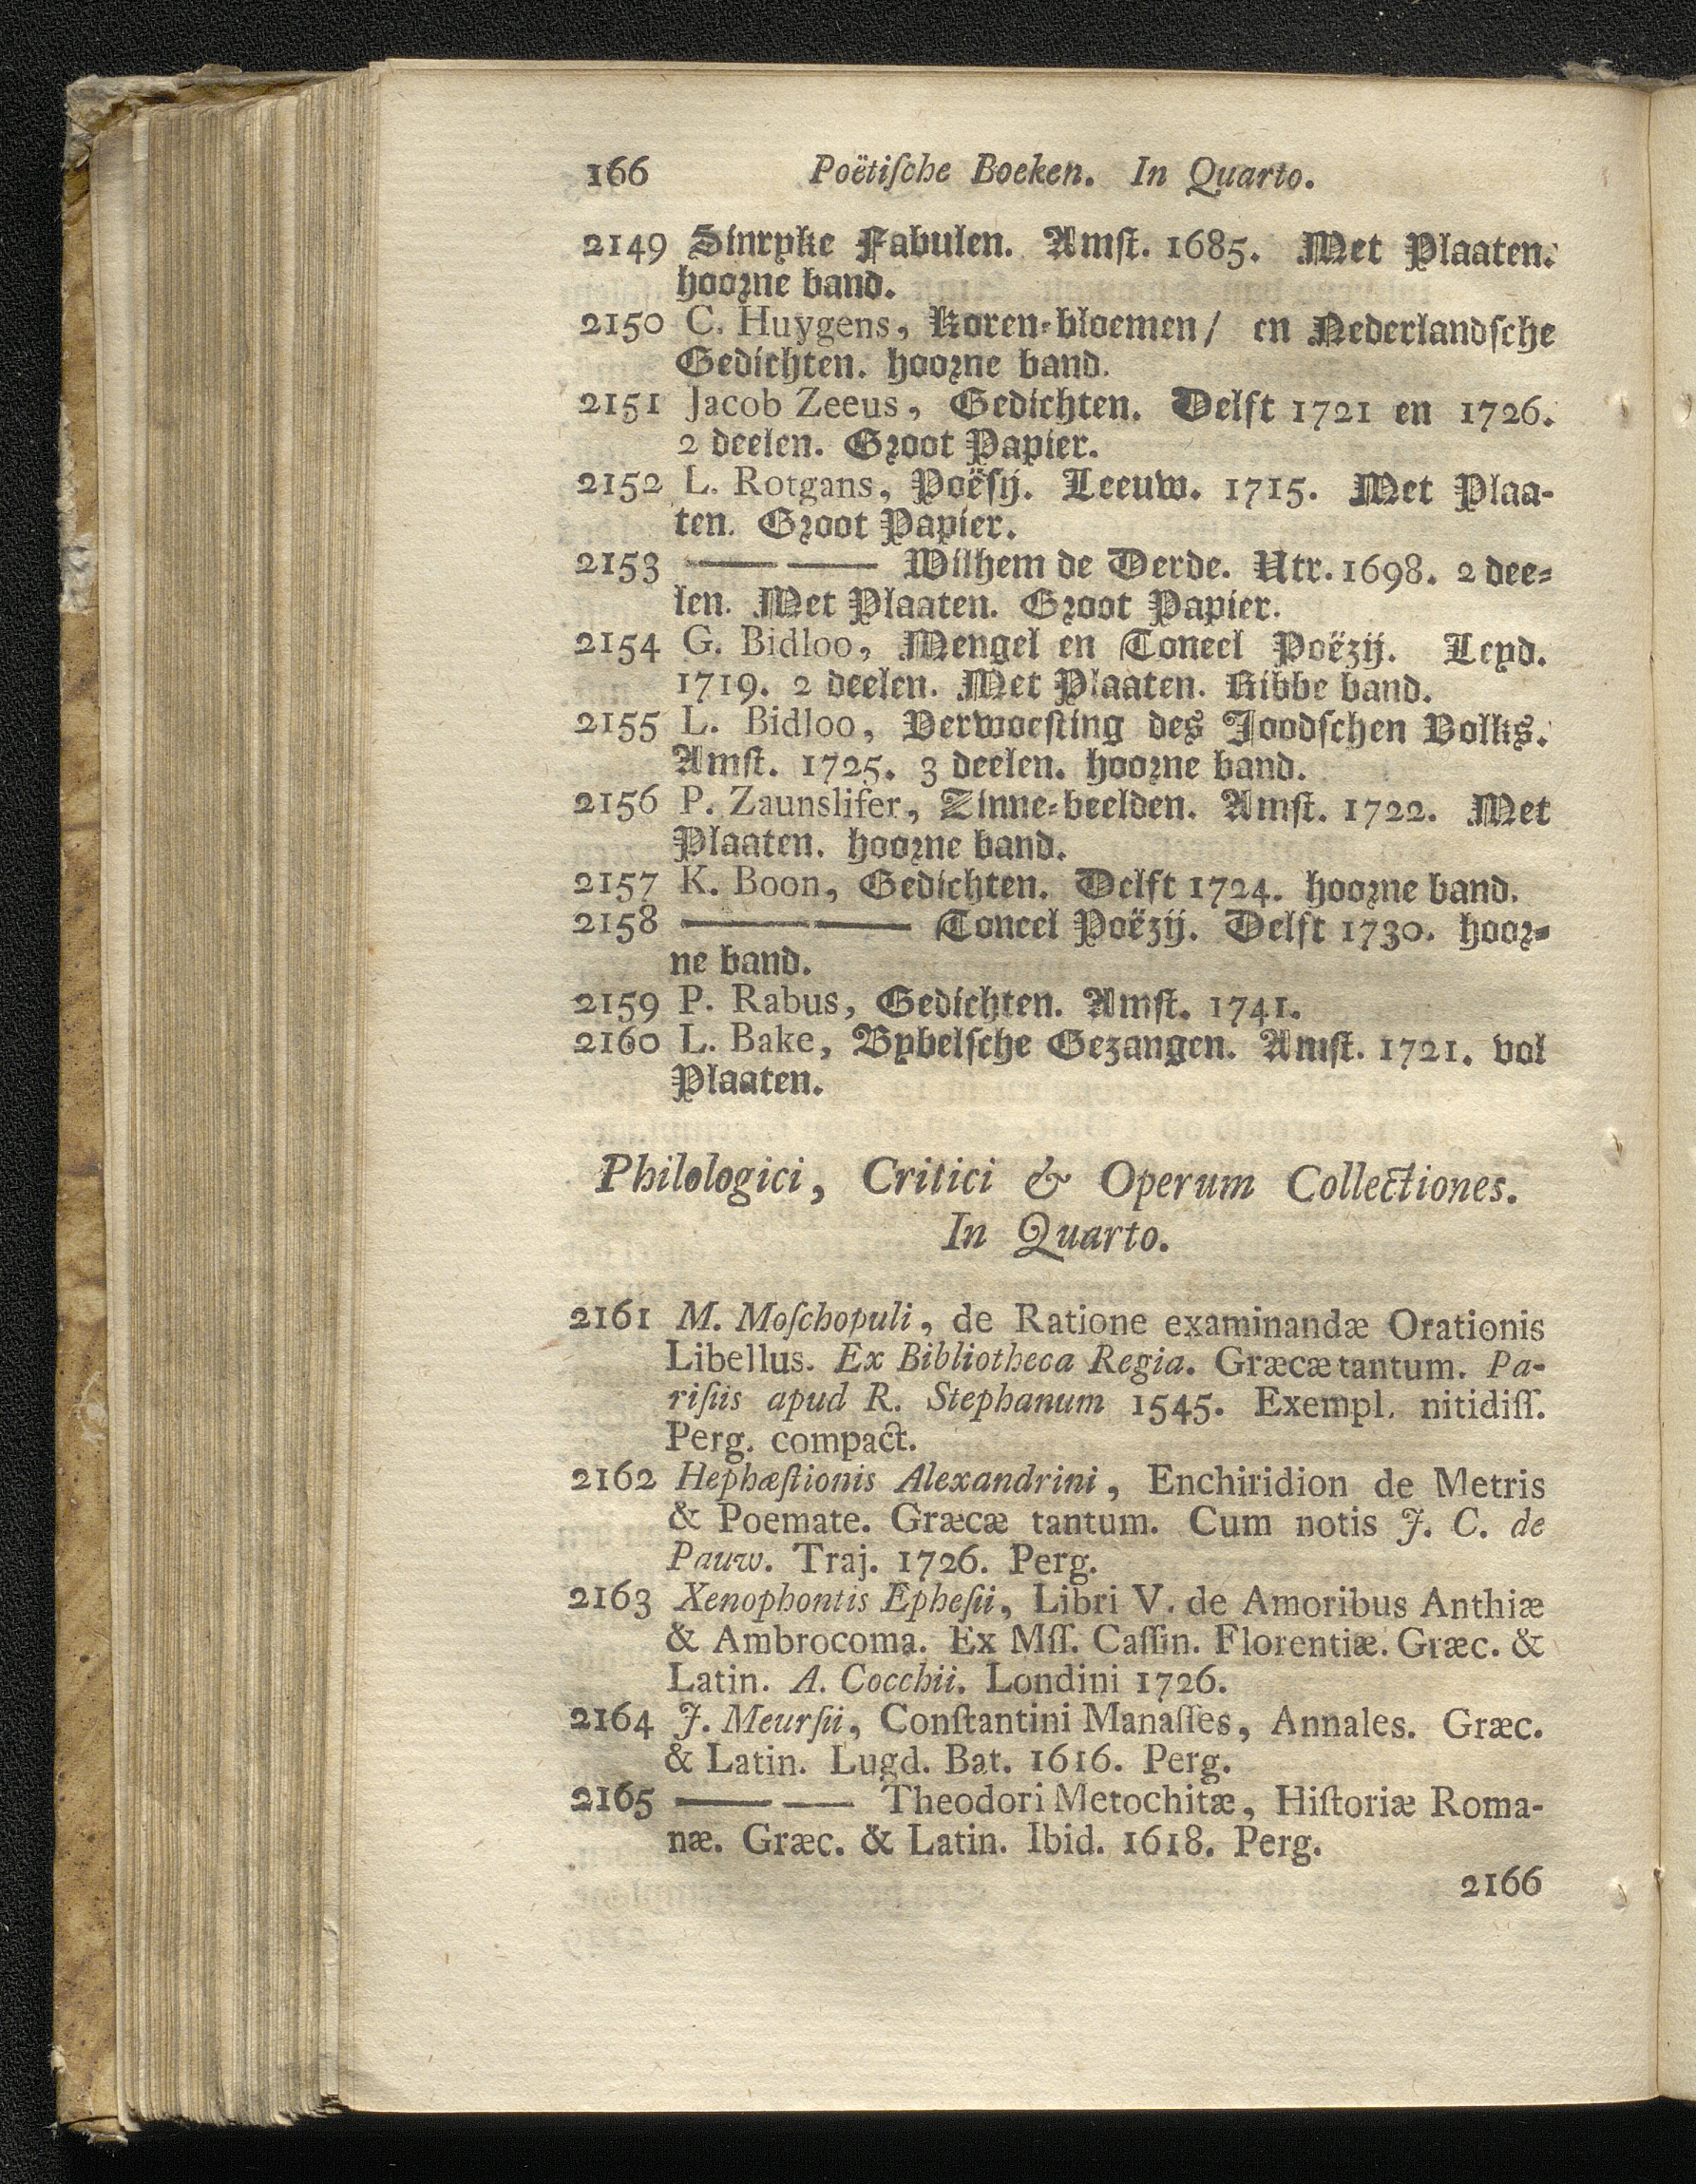 166 Poëtiſche Boeken. In Quarto.
2149 Sinryke Fabulen. Amſt. 1685. Met Plaaten.
hoorne band.
2150 C. Huygens, Koren-bloemen/ en Nederlandſche
Gedichten. hoorne band.
2151 Jacob Zeeus, Gedichten. Delft 1721 en 1726.
2 deelen. Groot Papier.
2152 L. Rotgans, Poëſij. Leeuw. 1715. Met Plaa-
ten. Groot Papier.
2153 —— —— Wilhem de Derde. Utr. 1698. 2 dee-
len. Met Plaaten. Groot Papier.
2154 G. Bidloo, Mengel en Toneel Poëzij. Leyd.
1719. 2 deelen. Met Plaaten. Ribbe band.
2155 L. Bidloo, Verwoeſting des Joodſchen Volks.
Amſt. 1725. 3 deelen. hoorne band.
2156 P. Zaunslifer, Zinne-beelden. Amſt. 1722. Met
Plaaten. hoorne band.
2157 K. Boon, Gedichten. Delft 1724. hoorne band.
2158 —— —— Toneel Poëzij. Delft 1730. hoor-
ne band.
2159 P. Rabus, Gedichten. Amſt. 1741.
2160 L. Bake, Bybelſche Gezangen. Amſt. 1721. vol
Plaaten.
Philologici, Critici & Operum Collectiones.
In Quarto.
2161 M. Moſchopuli, de Ratione examinandæ Orationis
Libellus. Ex Bibliotheca Regia. Græcæ tantum. Pa-
riſiis apud R. Stephanum 1545. Exempl. nitidiſſ.
Perg. compact.
2162 Hephæſtionis Alexandrini, Enchiridion de Metris
& Poemate. Græcæ tantum. Cum notis J. C. de
Pauw. Traj. 1726. Perg.
2163 Xenophontis Epheſii, Libri V. de Amoribus Anthiæ
& Ambrocoma. Ex Mſſ. Caſſin. Florentiæ. Græc. &
Latin. A. Cocchii. Londini 1726.
2164 J. Meurſii, Conſtantini Manaſſes, Annales. Græc.
& Latin. Lugd. Bat. 1616. Perg.
2165 —— —— Theodori Metochitæ, Hiſtoriæ Roma-
næ. Græc. & Latin. Ibid. 1618. Perg.
2166